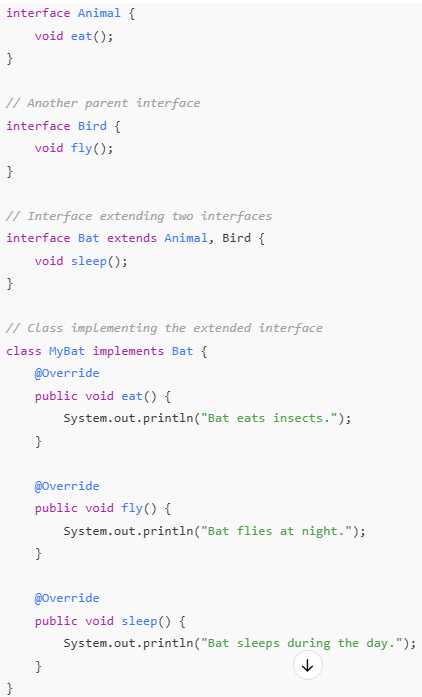 interface Animal {
    void eat();
}

// Another parent interface
interface Bird {
    void fly();
}

// Interface extending two interfaces
interface Bat extends Animal, Bird {
    void sleep();
}

// Class implementing the extended interface
class MyBat implements Bat {
    @Override
    public void eat() {
        System.out.println("Bat eats insects.");
    }

    @Override
    public void fly() {
        System.out.println("Bat flies at night.");
    }

    @Override
    public void sleep() {
        System.out.println("Bat sleeps during the day.");
    }
}